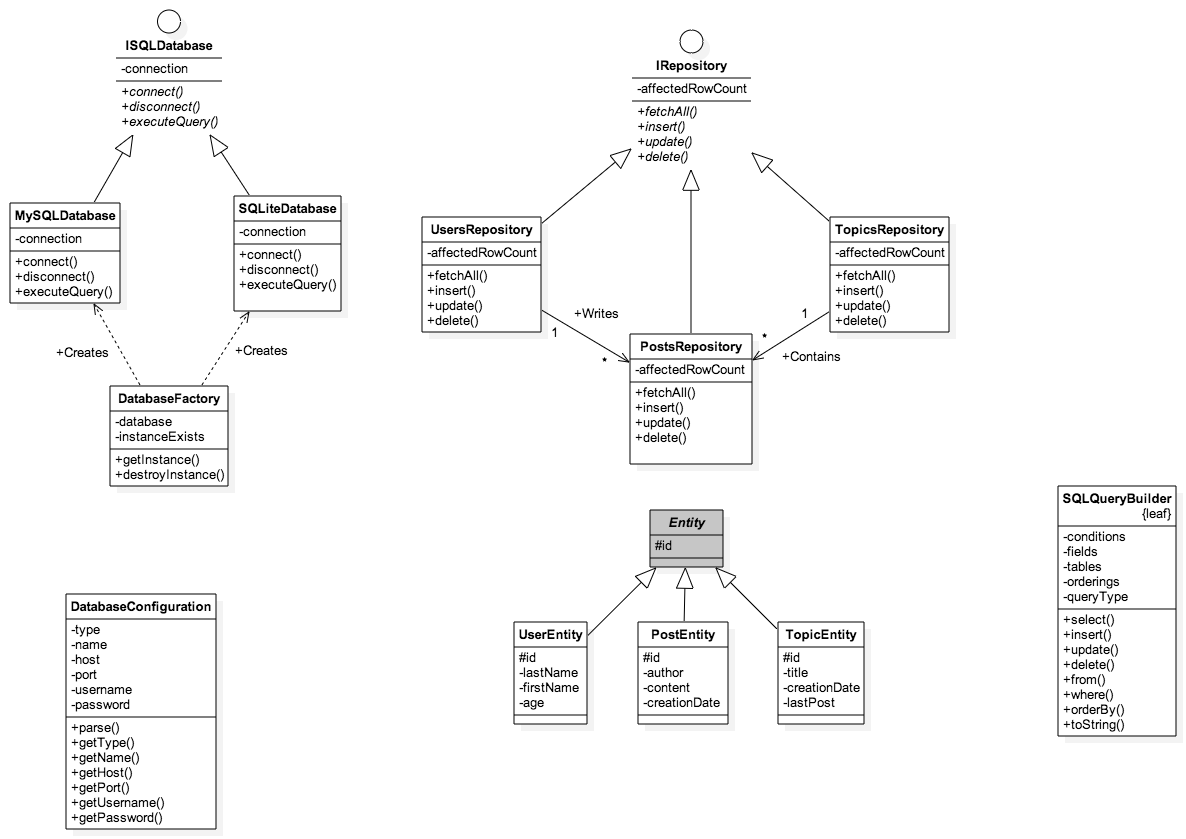 ISQLDatabase
-connection
+connect()
+disconnect()
+executeQuery()
IRepository
-affectedRowCount
+fetchAll()
+insert()
+update()
+delete()
MySQLDatabase
-connection
+connect()
+disconnect()
+executeQuery()
SQLiteDatabase
-connection
+connect()
+disconnect()
+executeQuery()
UsersRepository
-affectedRowCount
+fetchAll()
+insert()
+update()
+delete()
TopicsRepository
-affectedRowCount
+fetchAll()
+insert()
+update()
+delete()
+Creates
+Creates
+Writes
1
*
1
*
+Contains
PostsRepository
-affectedRowCount
+fetchAll()
+insert()
+update()
+delete()
DatabaseFactory
-database
-instanceExists
+getInstance()
+destroyInstance()
Entity
#id
SQLQueryBuilder
{leaf}
-conditions
-fields
-tables
-orderings
-queryType
+select()
+insert()
+update()
+delete()
+from()
+where()
+orderBy()
+toString()
DatabaseConfiguration
-type
-name
-host
-port
-username
-password
+parse()
+getType()
+getName()
+getHost()
+getPort()
+getUsername()
+getPassword()
UserEntity
#id
-lastName
-firstName
-age
PostEntity
#id
-author
-content
-creationDate
TopicEntity
#id
-title
-creationDate
-lastPost